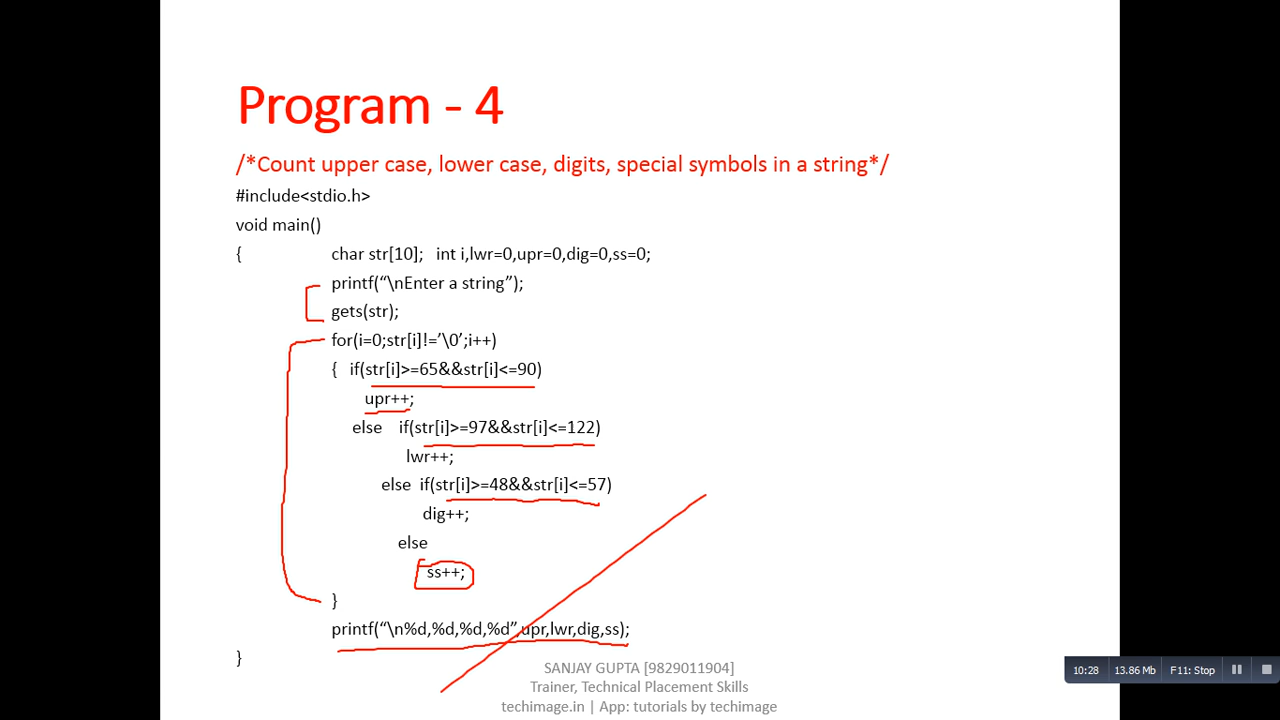 Program - 4
/*Count upper case, lower case, digits, special symbols in a string*/
#include<stdio.h>
void main()
{ char str[10]; int i,lwr=0,upr=0,dig=0,ss=0;
printf(“\nEnter a string”);
gets(str);
for(i=0;str[i]!=’\0’;i++)
{ if(str[i]>=65&&str[i]<=90)
upr++;
else if(str[i]>=97&&str[i]<=122)
lwr++;
else if(str[i]>=48&&str[i]<=57)
dig++;
else
ss++;
}
printf(“\n%d,%d,%d,%d”,upr,lwr,dig,ss);
}
SANJAY GUPTA [9829011904]
Trainer, Technical Placement Skills
techimage.in | App: tutorials by techimage
10:28 13.86 Mb F11: Stop